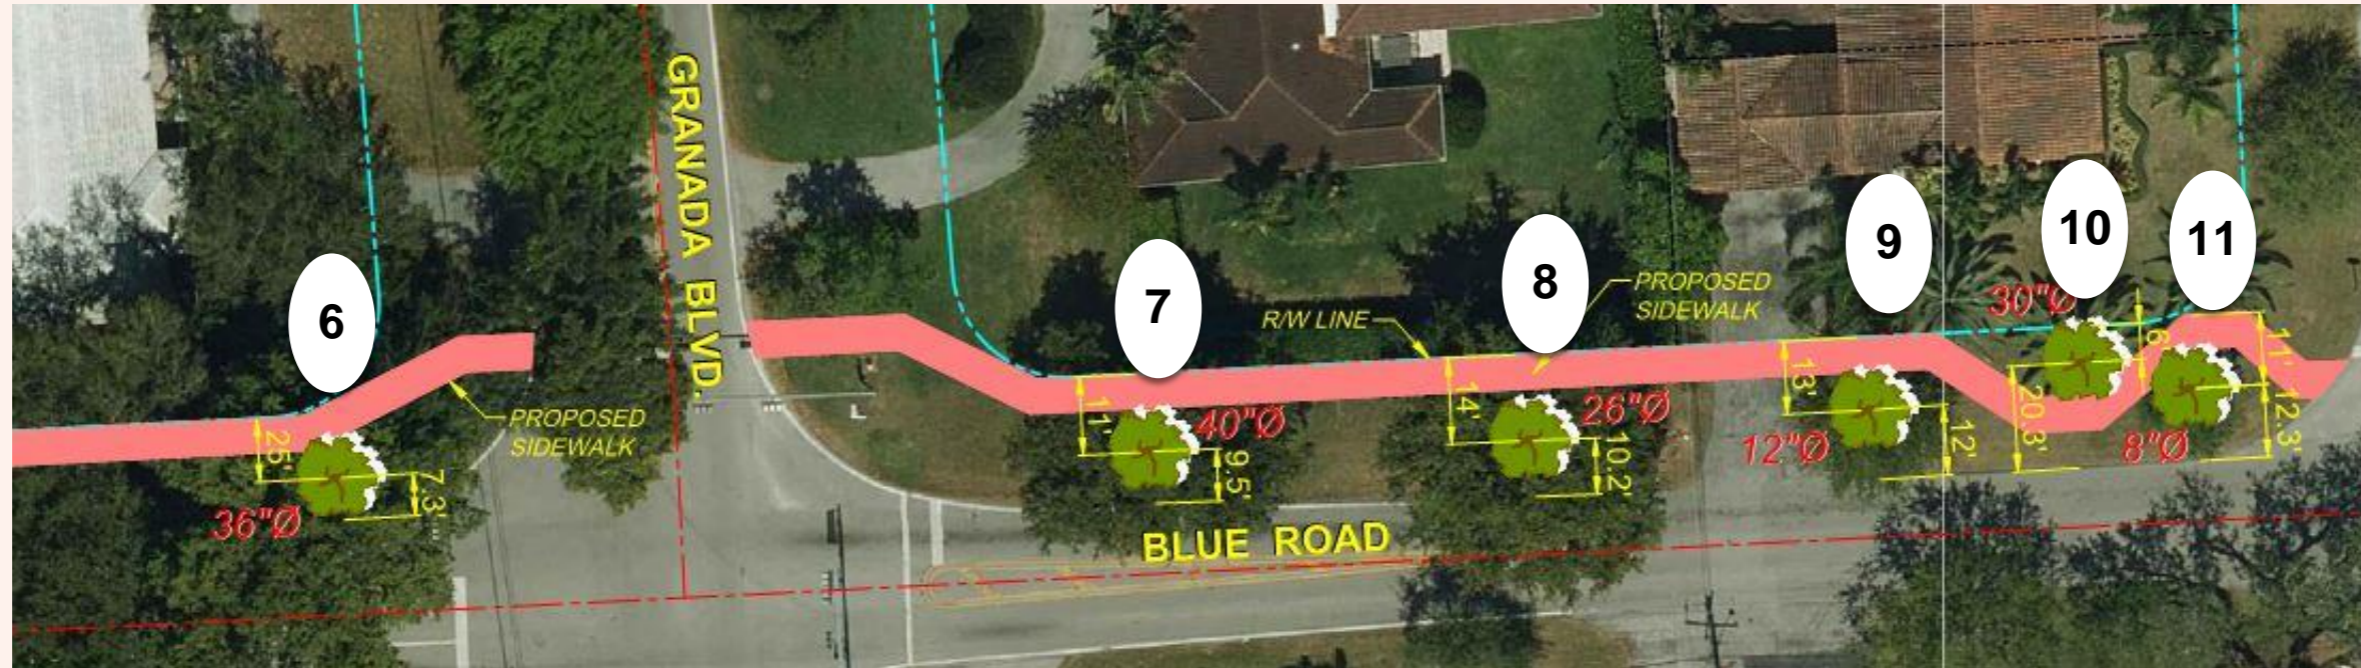 GRANADA BLVD.
6
7
8
9
10
11
PROPOSED
SIDEWALK
R/W LINE
PROPOSED
SIDEWALK
25'
7.3'
36"Ø
11'
40"Ø
9.5'
14'
26"Ø
10.2'
13'
12"Ø
12'
30"Ø
6'
20.3'
8"Ø
11'
12.3'
BLUE ROAD